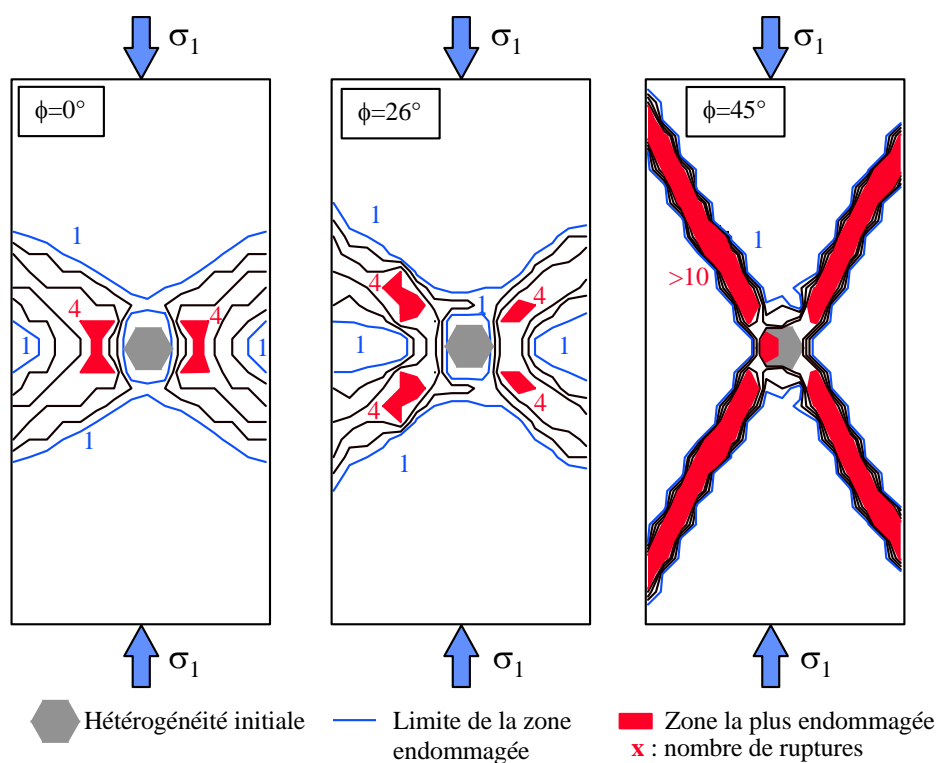 σ1
σ1
σ1
ϕ=0°
ϕ=26°
ϕ=45°
1
4
4
1
1
1
1
4
1
4
1
1
4
4
1
1
>10
σ1
σ1
σ1
Hétérogénéité initiale
Limite de la zone
endommagée
Zone la plus endommagée
x : nombre de ruptures